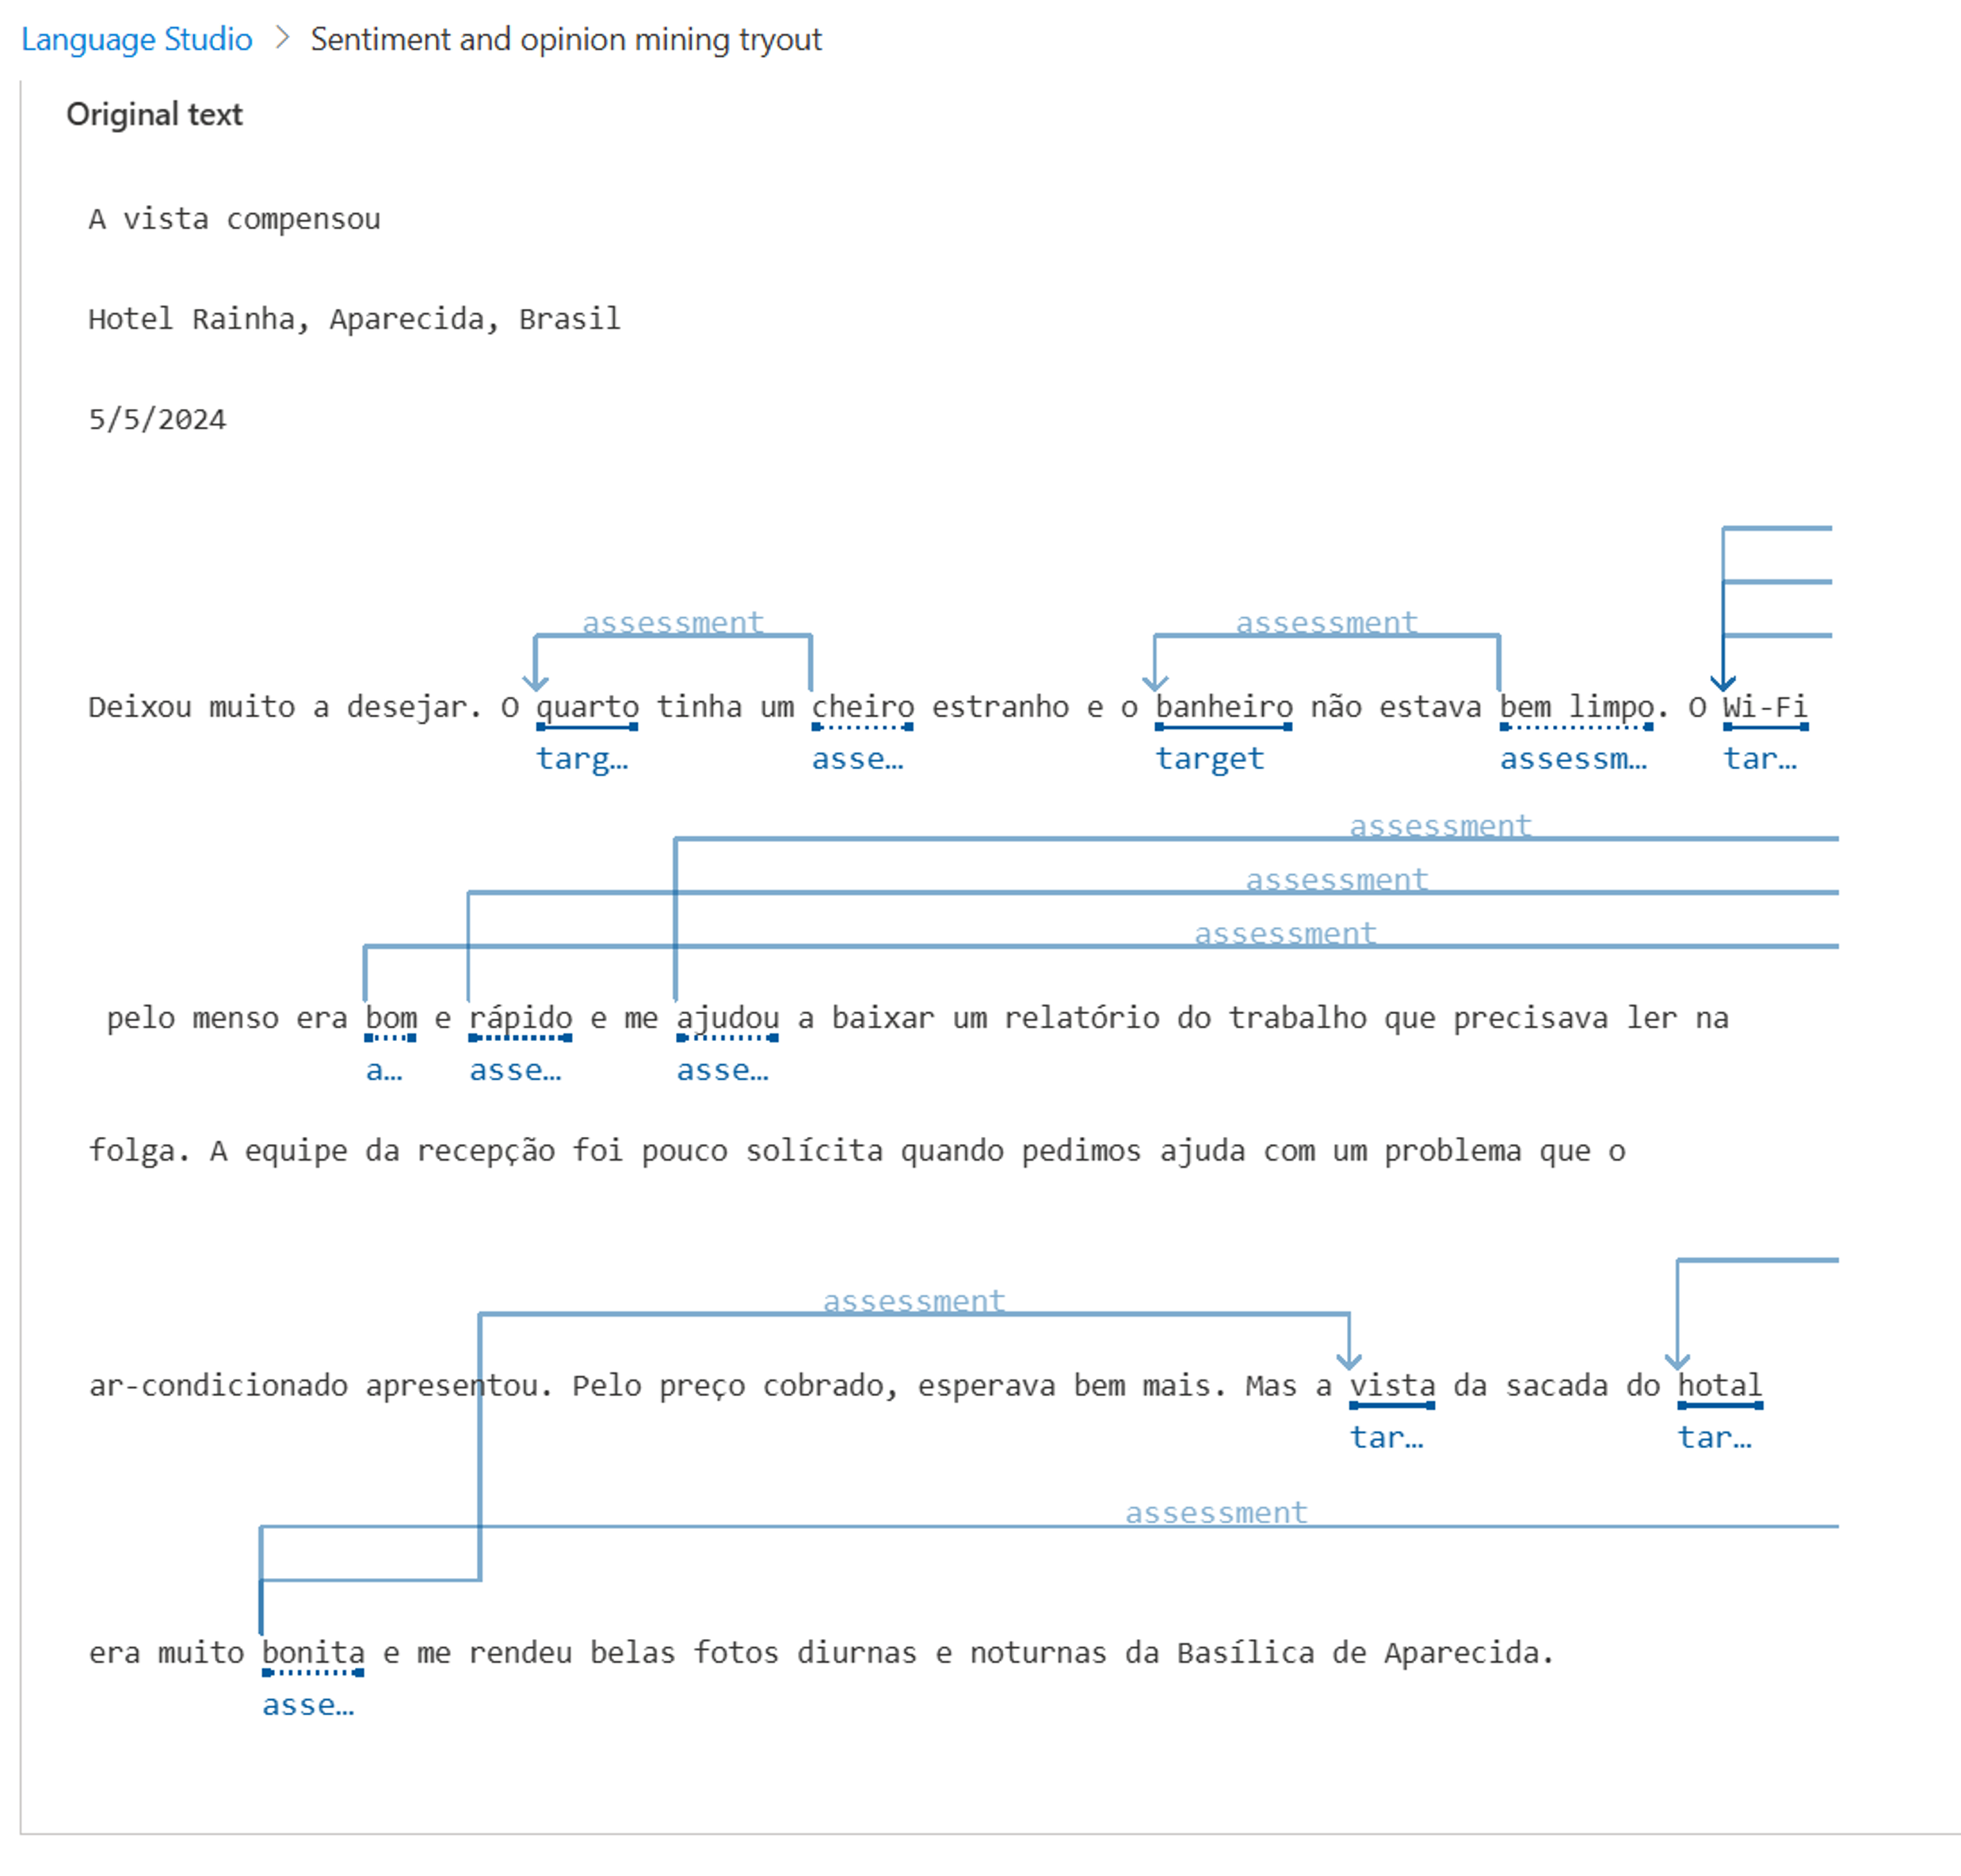 Language Studio > Sentiment and opinion mining tryout
Original text
A vista compensou
Hotel Rainha, Aparecida, Brasil
5/5/2024
assessment assessment
Deixou muito a desejar. O quarto tinha um cheiro estranho e o banheiro não estava bem limpo. O Wi-Fi
targ… asse… target assessm… tar…
assessment
assessment
assessment
pelo menso era bom e rápido e me ajudou a baixar um relatório do trabalho que precisava ler na
a… asse… asse…
folga. A equipe da recepção foi pouco solícita quando pedimos ajuda com um problema que o
assessment
ar-condicionado apresentou. Pelo preço cobrado, esperava bem mais. Mas a vista da sacada do hotal
tar… tar…
assessment
era muito bonita e me rendeu belas fotos diurnas e noturnas da Basílica de Aparecida.
asse…